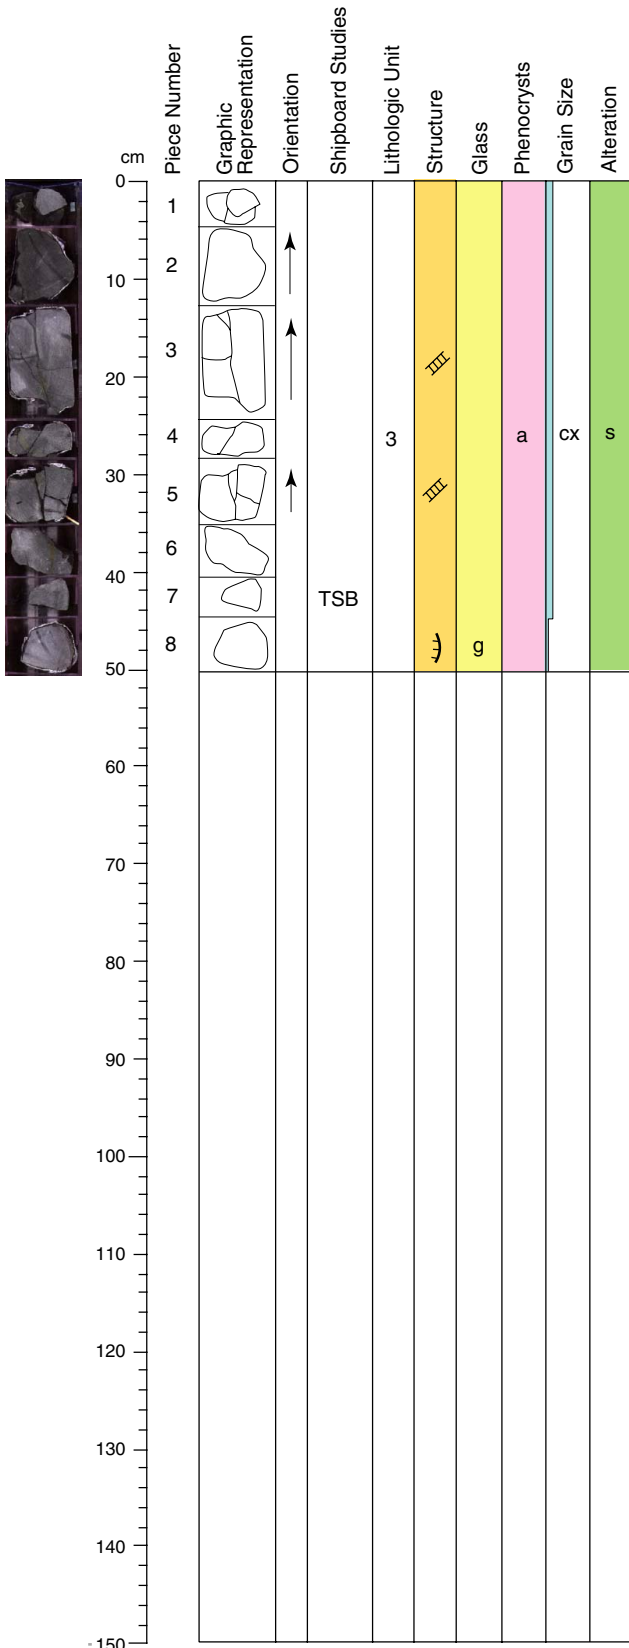 cm
Piece Number
Graphic
Representation
Orientation
Shipboard Studies
Lithologic Unit
Structure
Glass
Phenocrysts
Grain Size
Alteration
0
1
2
10
3
20
4
3
a
cx
s
30
5
6
40
7
TSB
8
g
50
60
70
80
90
100
110
120
130
140
150